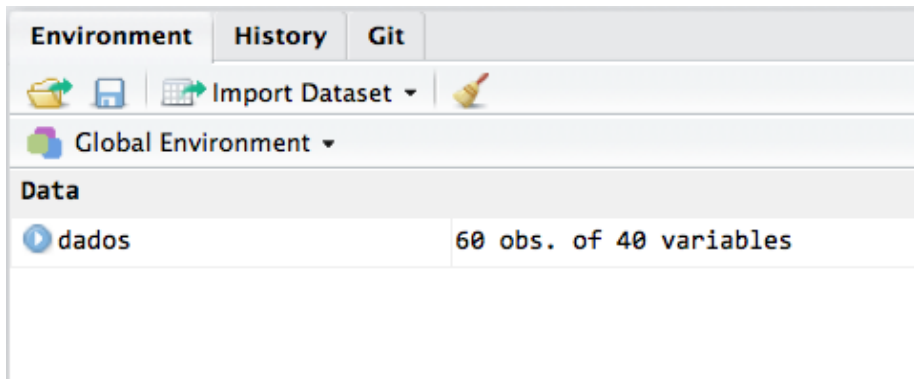 Environment History Git
Import Dataset
Global Environment
Data
dados 60 obs. of 40 variables